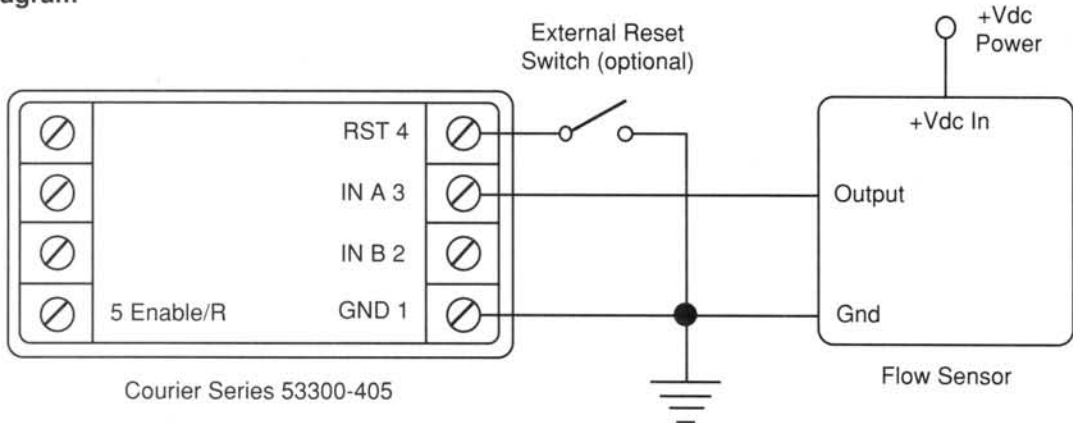 External Reset
Switch (optional)
+Vdc
Power
RST 4
+Vdc In
IN A 3
Output
IN B 2
5 Enable/R
GND 1
Gnd
Courier Series 53300-405
Flow Sensor